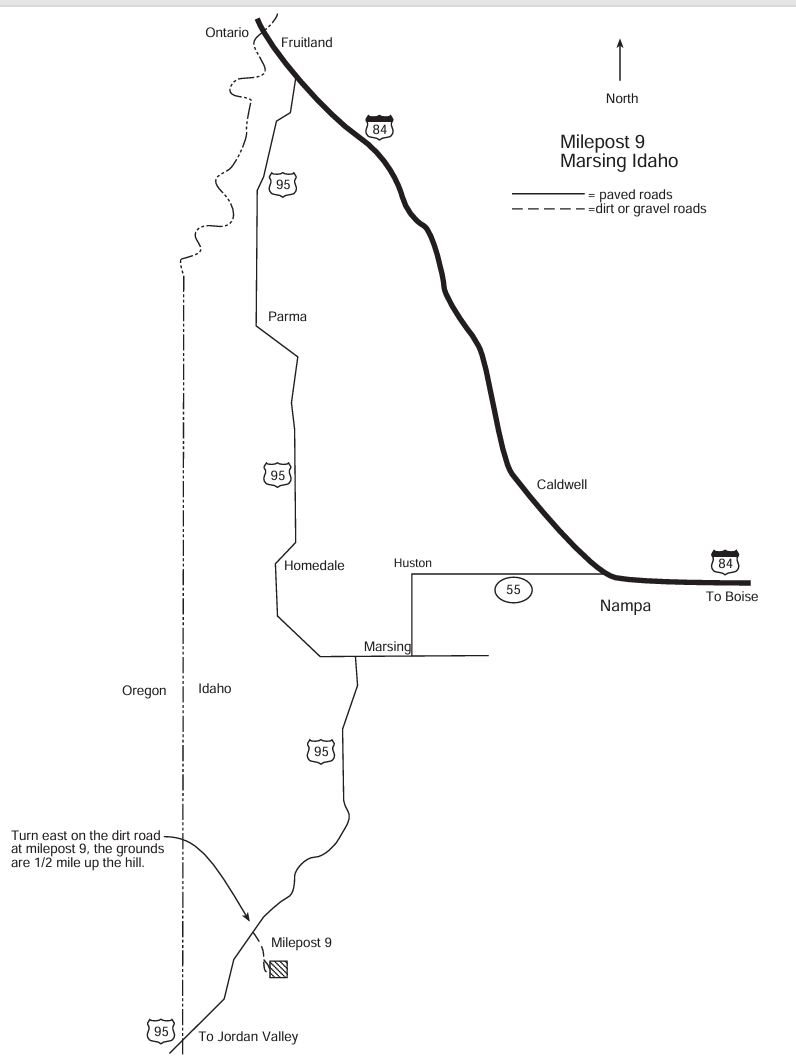 Ontario
Fruitland
North
84
Milepost 9
Marsing Idaho
95
= paved roads
=dirt or gravel roads
Parma
95
Caldwell
Homedale
Huston
84
55
To Boise
Nampa
Marsing
Oregon
Idaho
95
Turn east on the dirt road
at milepost 9, the grounds
are 1/2 mile up the hill.
Milepost 9
95
To Jordan Valley